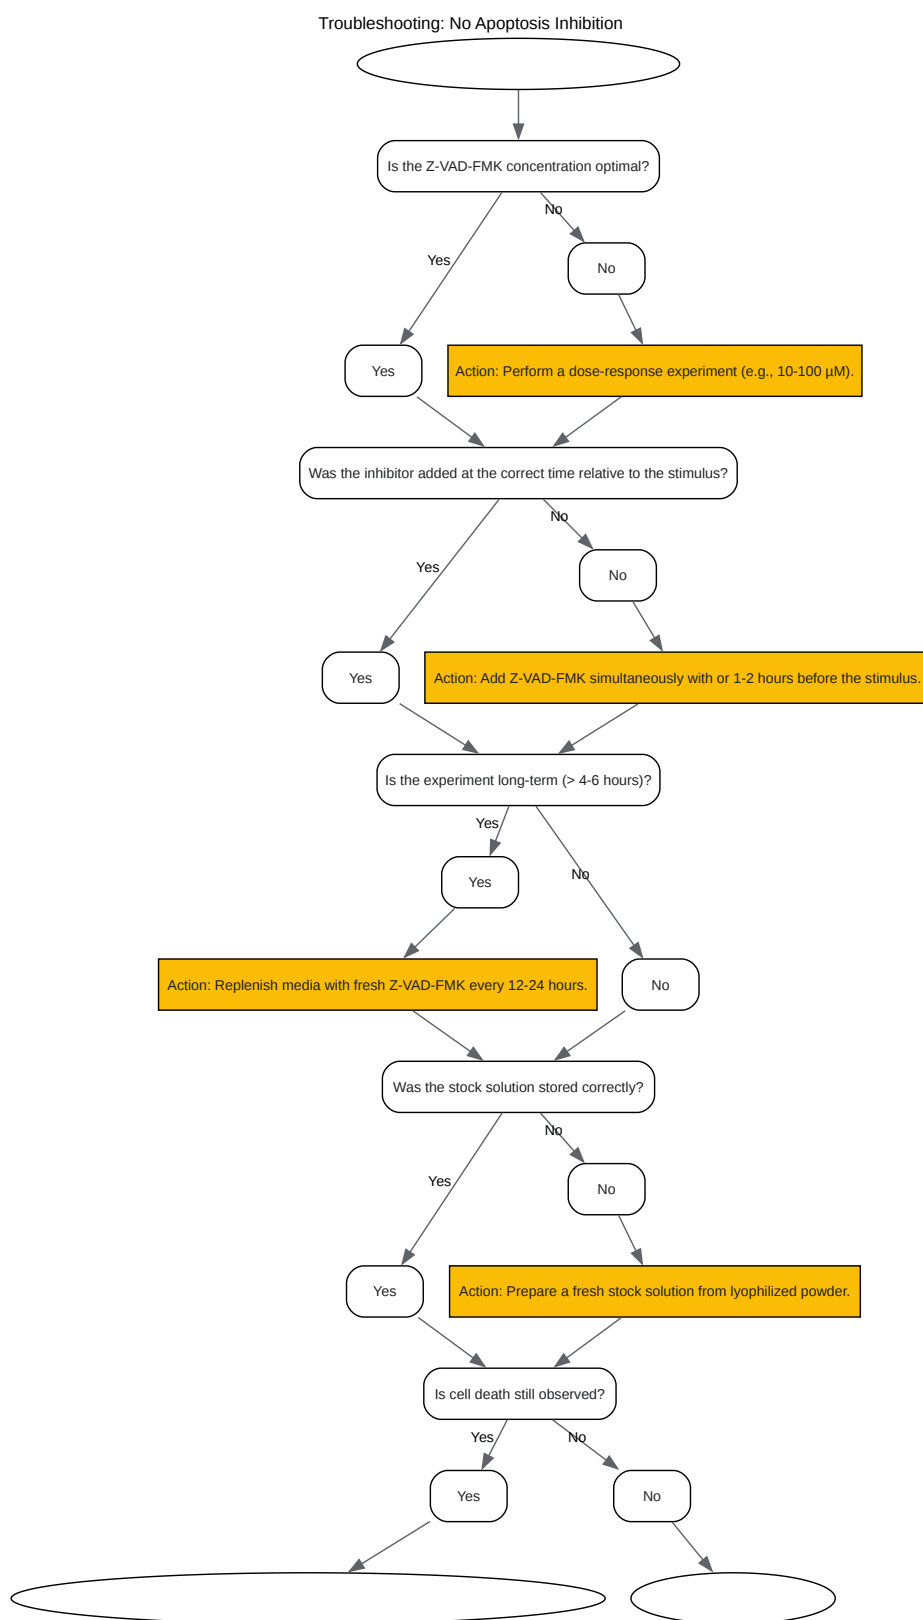 Troubleshooting: No Apoptosis Inhibition
Is the Z-VAD-FMK concentration optimal?
No
Yes
No
Yes
Action: Perform a dose-response experiment (e.g., 10-100 µM).
Was the inhibitor added at the correct time relative to the stimulus?
No
Yes
No
Yes
Action: Add Z-VAD-FMK simultaneously with or 1-2 hours before the stimulus.
Is the experiment long-term (> 4-6 hours)?
Yes
No
Yes
Action: Replenish media with fresh Z-VAD-FMK every 12-24 hours.
No
Was the stock solution stored correctly?
No
Yes
No
Yes
Action: Prepare a fresh stock solution from lyophilized powder.
Is cell death still observed?
Yes
No
Yes
No